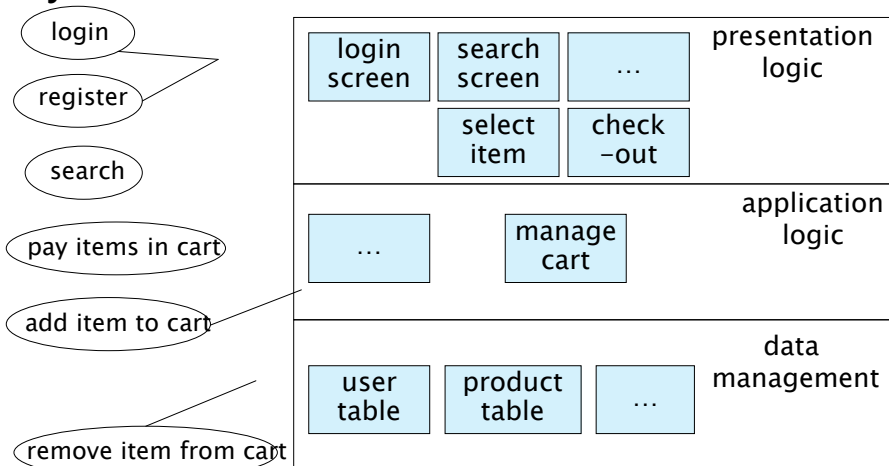 login
register
search
pay items in cart
add item to cart
remove item from cart
login
screen
search
screen
…
presentation
logic
select
item
check
–out
…
manage
cart
application
logic
user
table
product
table
…
data
management